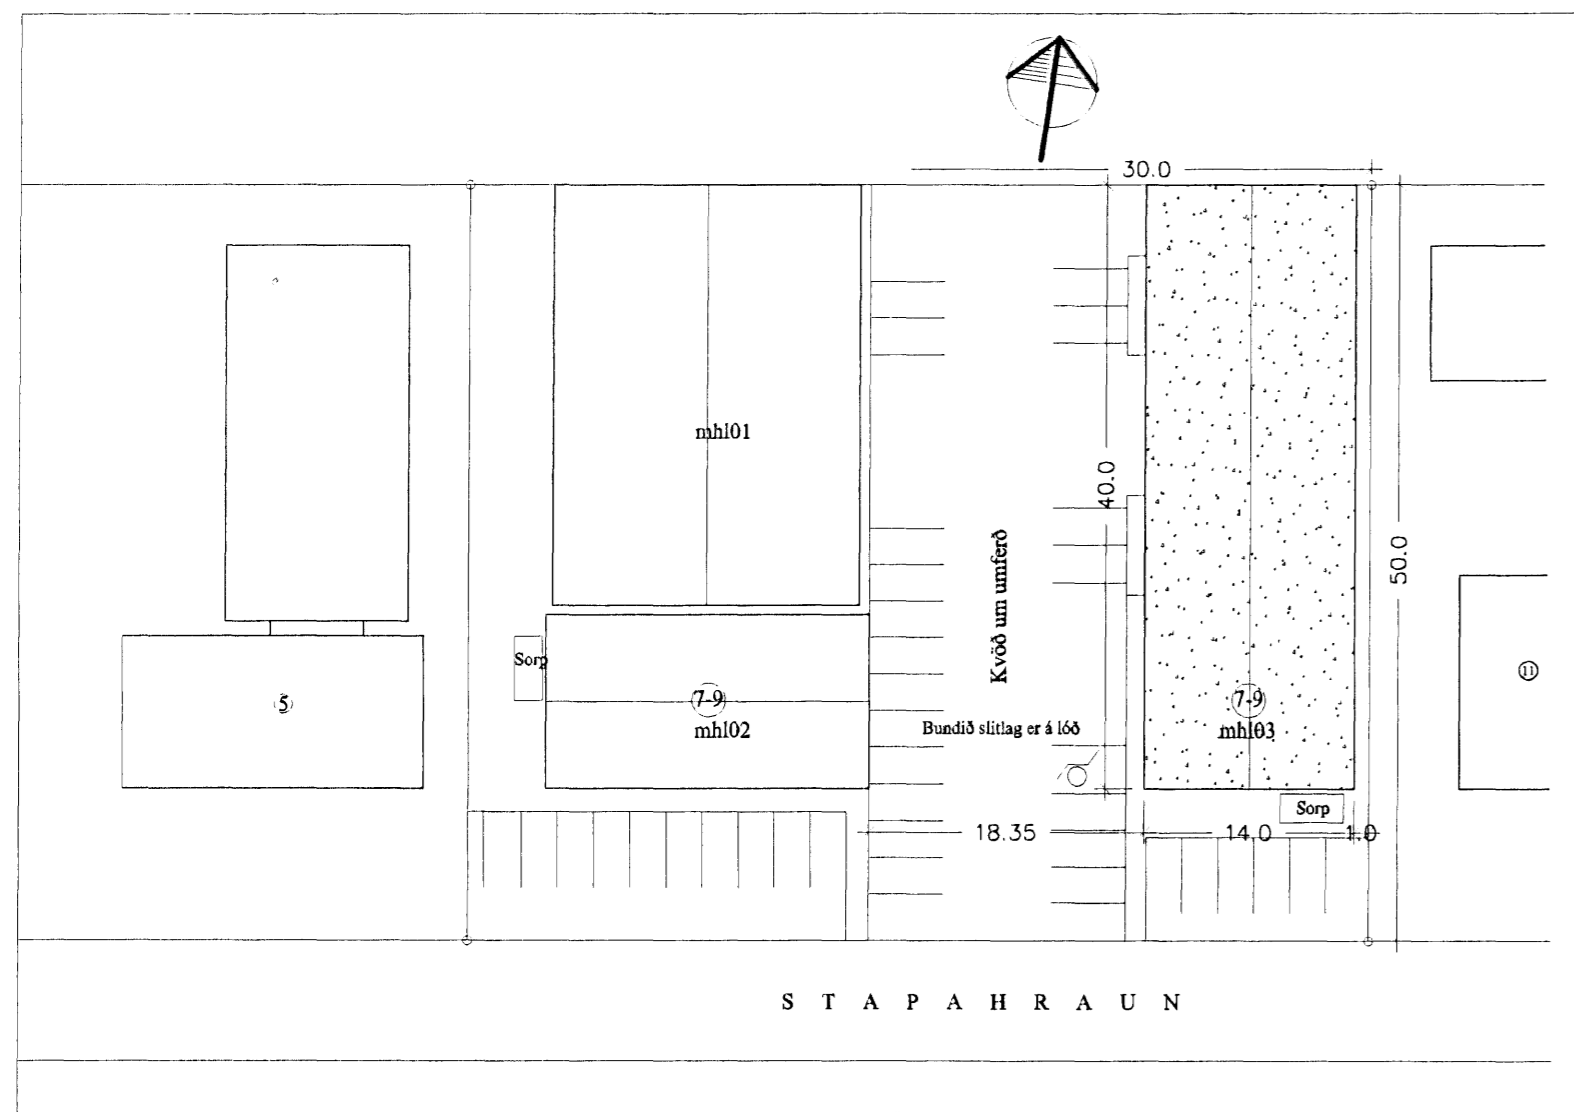 30.0
mhl01
40.0
50.0
Kvöð um umferð
Sorp
5
7-9
mhl02
Bundið slitlag er á lóð
7-9
mhl03
11
Sorp
18.35
14.0
1.0
STAPAHRAUN